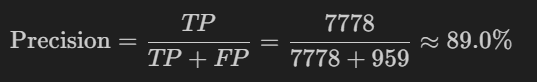 Precision = TP / (TP + FP) = 7778 / (7778 + 959) ≈ 89.0%